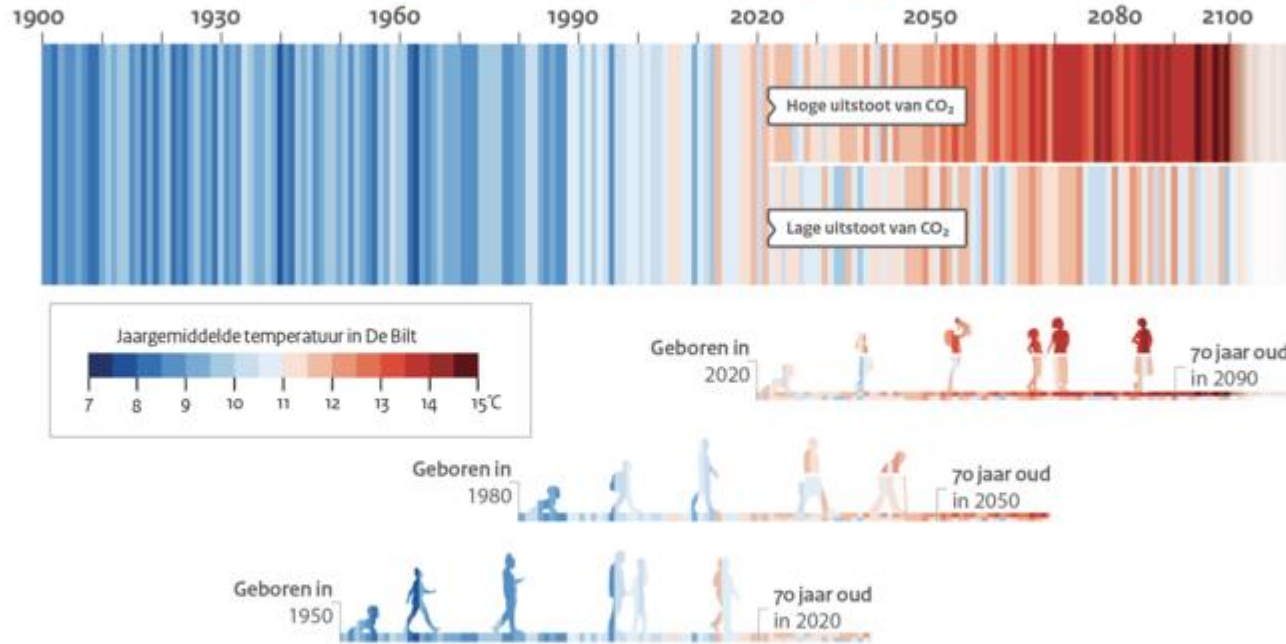 1900 1930 1960 1990 2020 2050 2080 2100
Hoge uitstoot van CO₂
Lage uitstoot van CO₂
Jaargemiddelde temperatuur in De Bilt
7 8 9 10 11 12 13 14 15°C
Geboren in
2020
70 jaar oud
in 2090
Geboren in
1980
70 jaar oud
in 2050
Geboren in
1950
70 jaar oud
in 2020